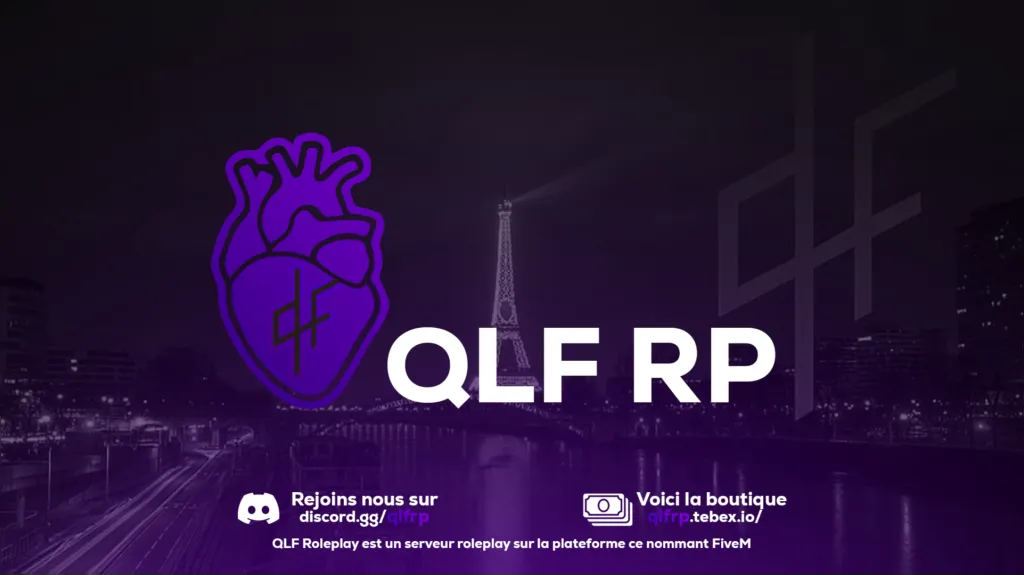 QLF RP
Rejoins nous sur
discord.gg/qlfrp
Voici la boutique
qlfrp.tebex.io/
QLF Roleplay est un serveur roleplay sur la plateforme ce nommant FiveM